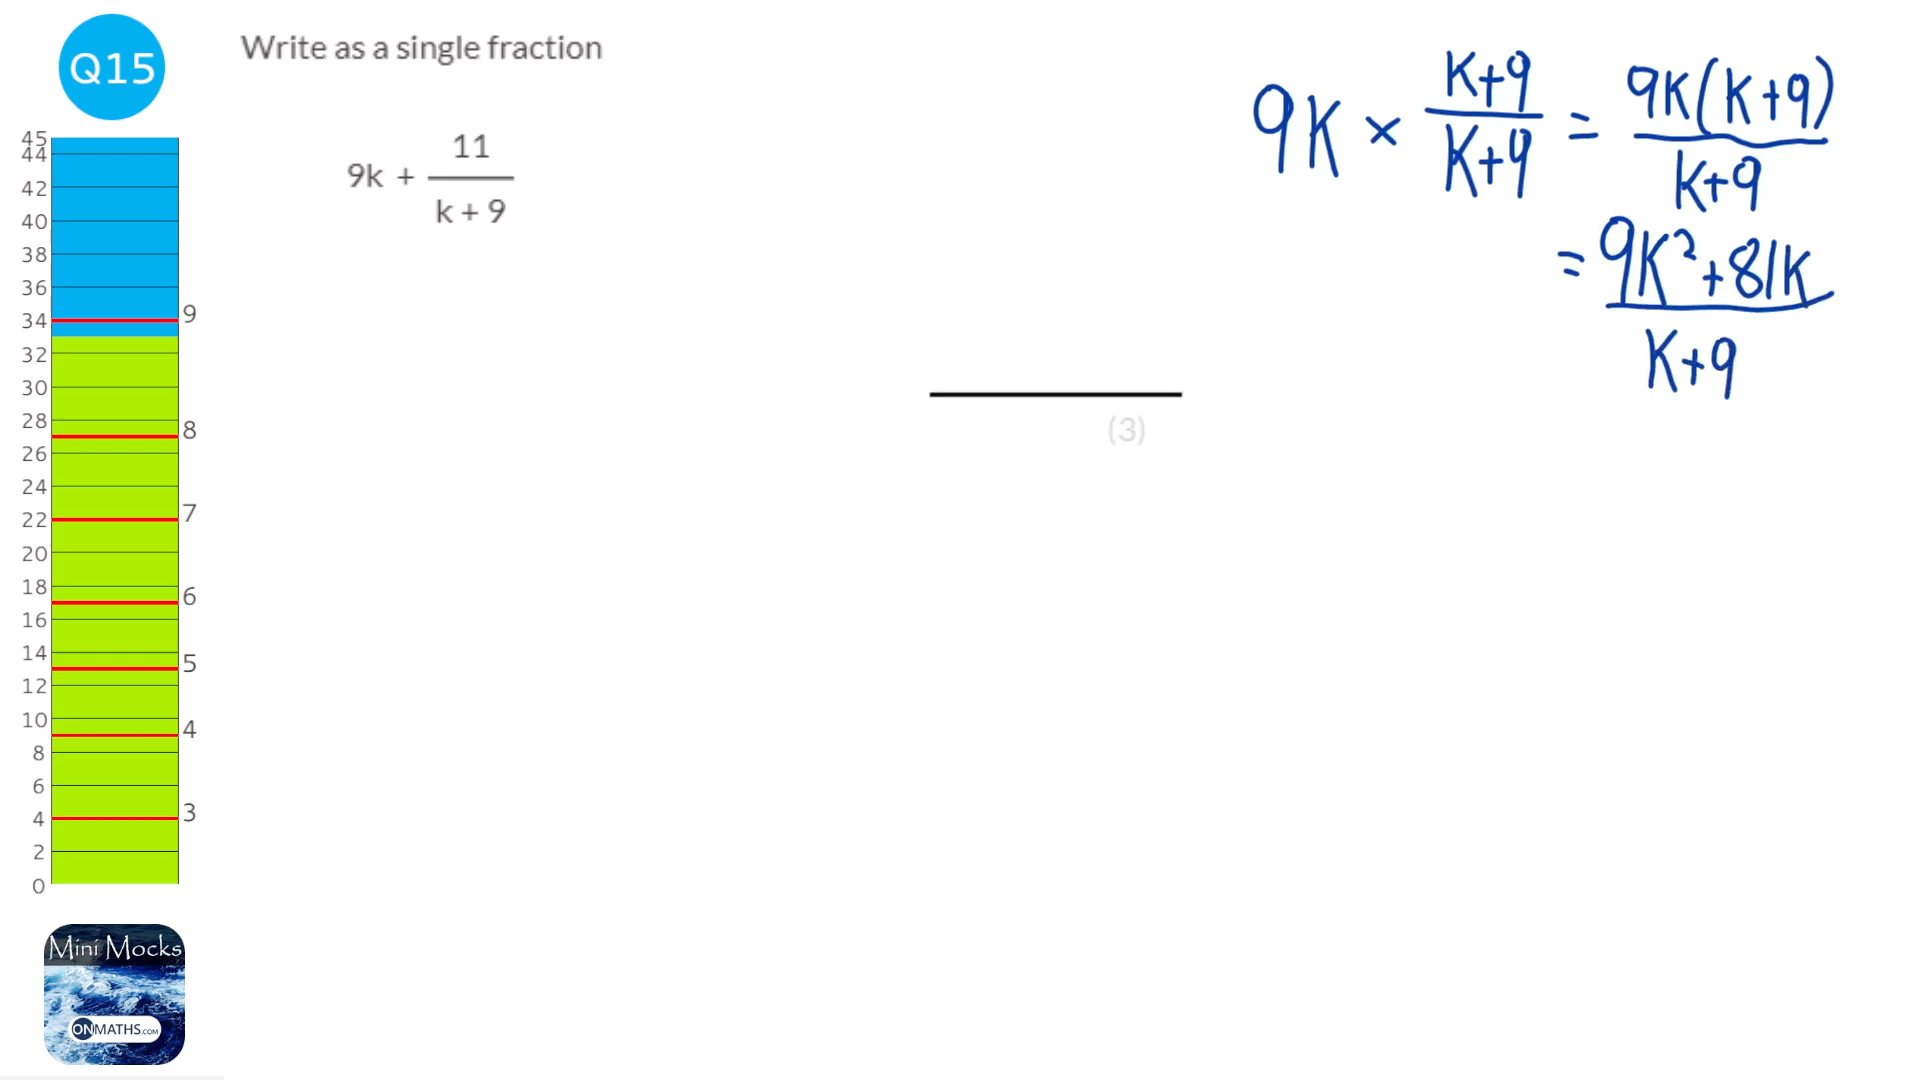 Q15
Write as a single fraction
9k + 11
k + 9
(3)
9k × k+9 = 9k(k+9)
k+9 k+9
= 9k² + 81k
k+9
45
44
42
40
38
36
34 9
32
30
28
8
26
24
22 7
20
18
6
16
14
5
12
10
4
8
6
4 3
2
0
Mini Mocks
ONMATHS.COM